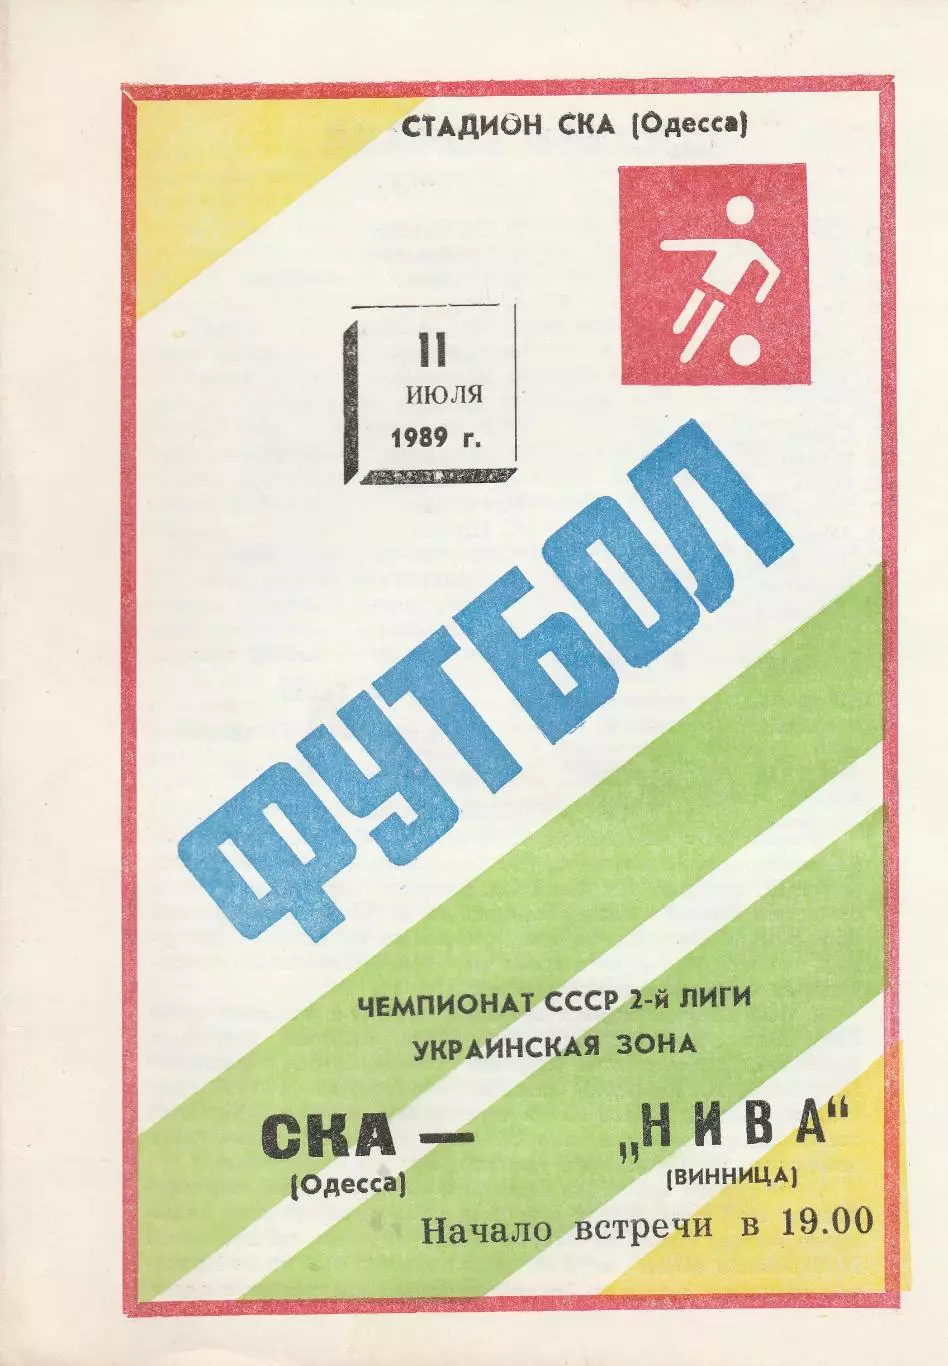 СТАДИОН СКА (Одесса)
11
ИЮЛЯ
1989 г.
ФУТБОЛ
ЧЕМПИОНАТ СССР 2-й ЛИГИ
УКРАИНСКАЯ ЗОНА
СКА — „НИВА“
(Одесса) (ВИННИЦА)
Начало встречи в 19.00